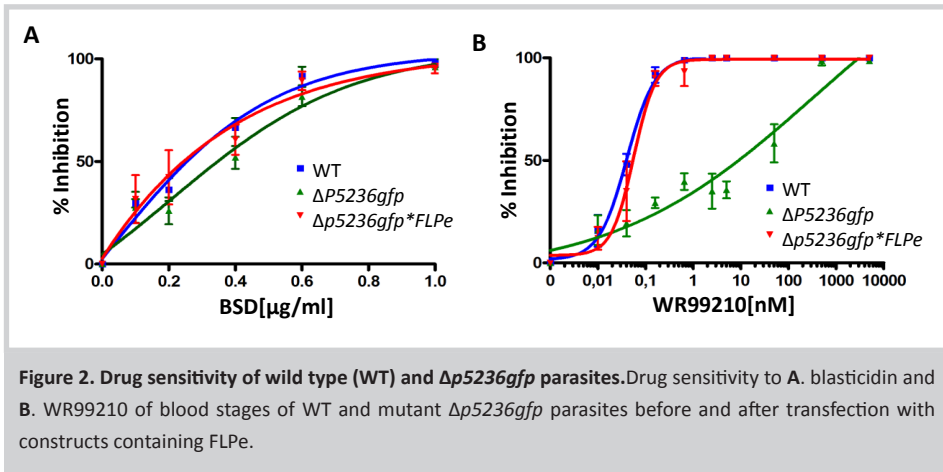 A
100
50
0
% Inhibition
0.0 0.2 0.4 0.6 0.8 1.0
BSD[µg/ml]
WT
ΔP5236gfp
Δp5236gfp*FLPe
B
100
50
0
% Inhibition
0 0,01 0,1 1 10 100 1000 10000
WR99210[nM]
WT
ΔP5236gfp
Δp5236gfp*FLPe
Figure 2. Drug sensitivity of wild type (WT) and Δp5236gfp parasites.Drug sensitivity to A. blasticidin and
B. WR99210 of blood stages of WT and mutant Δp5236gfp parasites before and after transfection with
constructs containing FLPe.